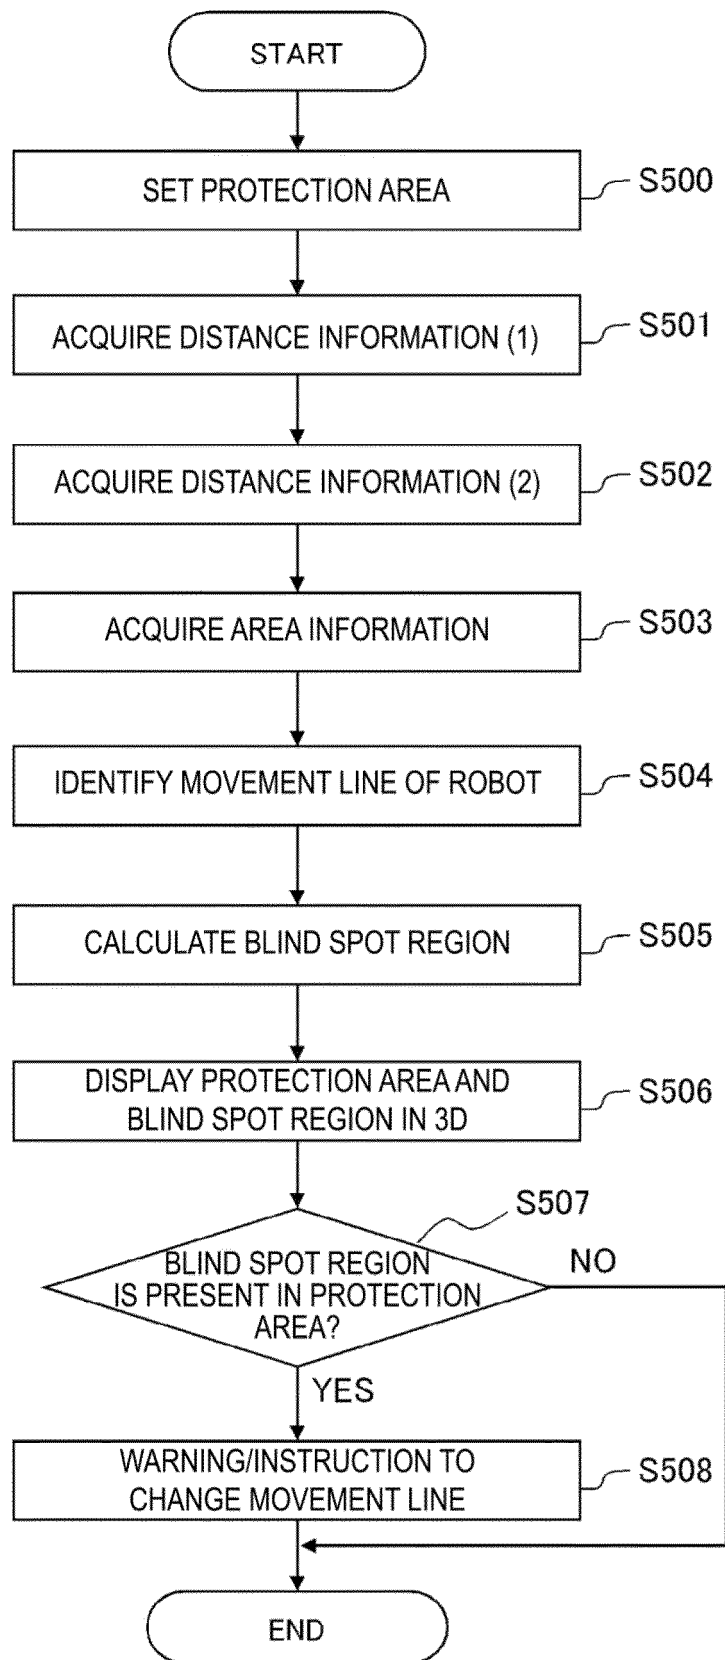 START
SET PROTECTION AREA
S500
ACQUIRE DISTANCE INFORMATION (1)
S501
ACQUIRE DISTANCE INFORMATION (2)
S502
ACQUIRE AREA INFORMATION
S503
IDENTIFY MOVEMENT LINE OF ROBOT
S504
CALCULATE BLIND SPOT REGION
S505
DISPLAY PROTECTION AREA AND
BLIND SPOT REGION IN 3D
S506
S507
BLIND SPOT REGION
IS PRESENT IN PROTECTION
AREA?
NO
YES
WARNING/INSTRUCTION TO
CHANGE MOVEMENT LINE
S508
END